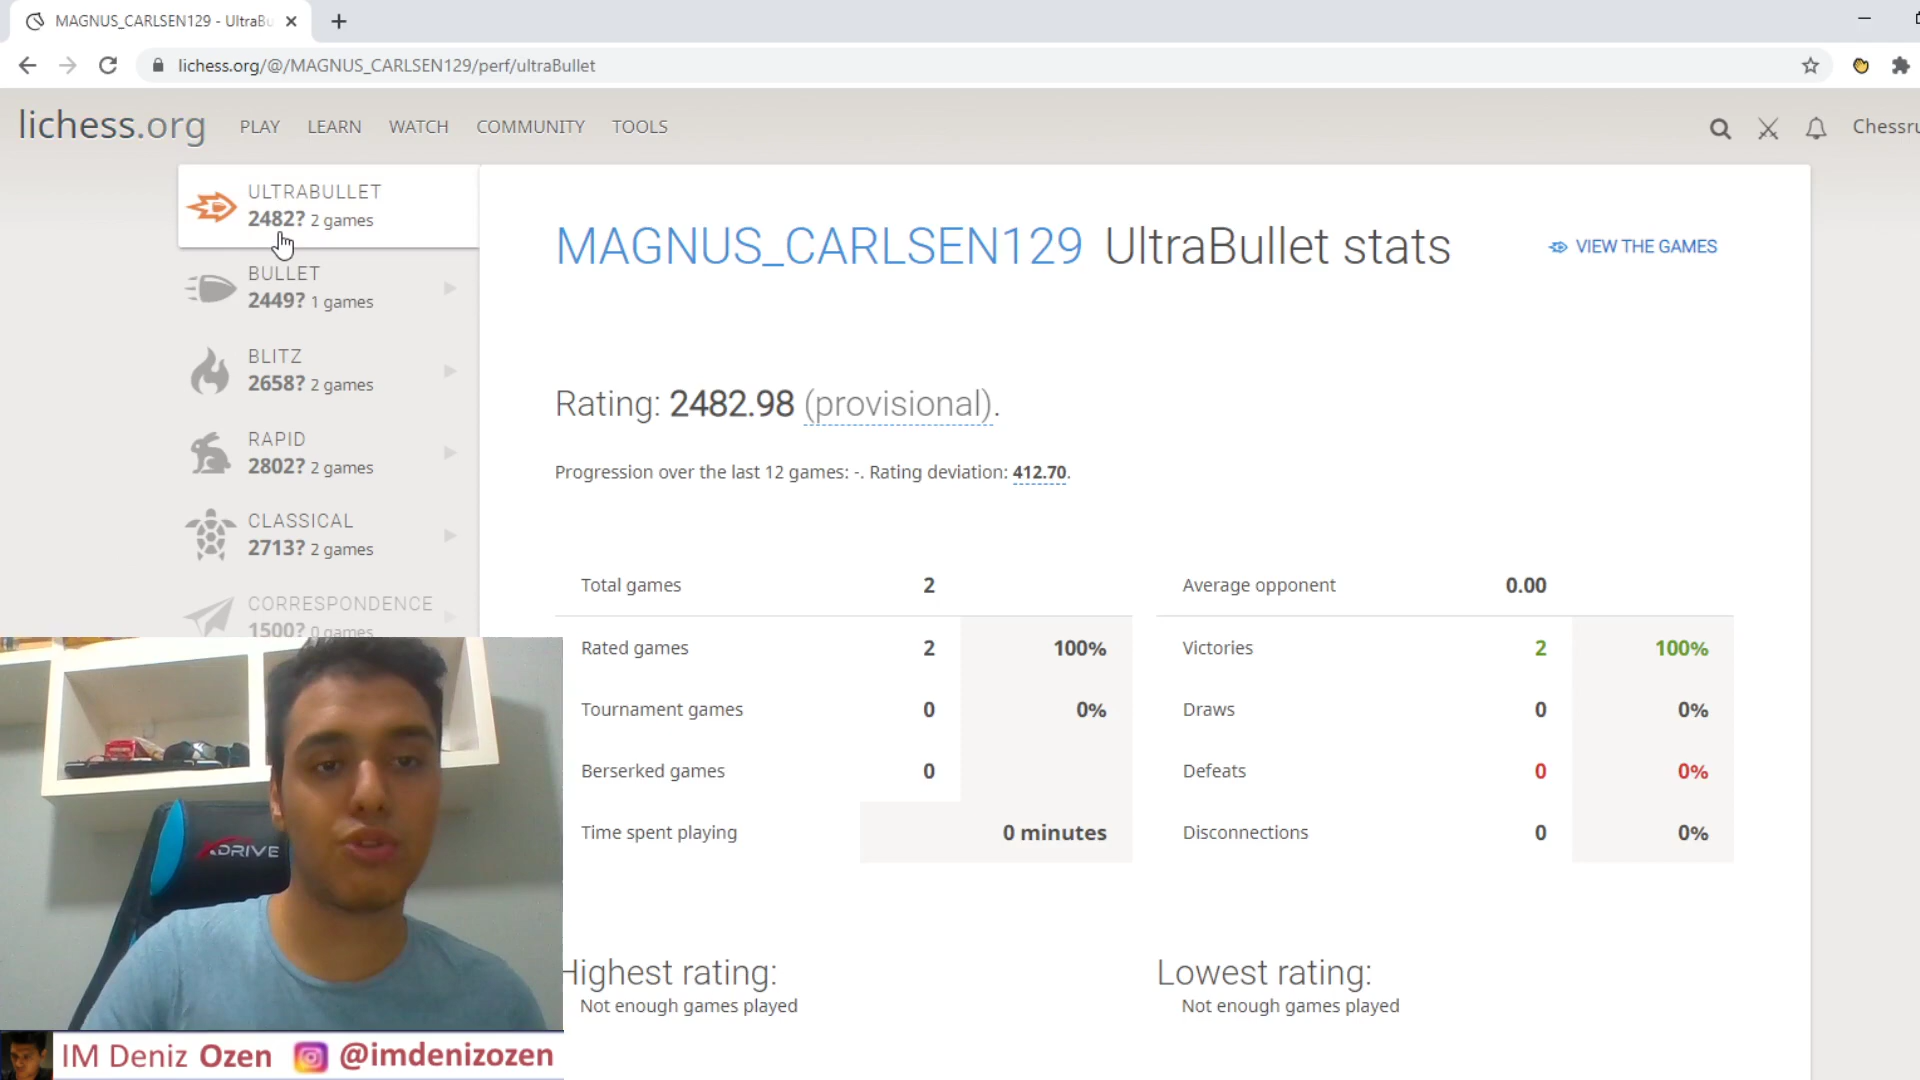 MAGNUS_CARLSEN129 - UltraBu
lichess.org/@/MAGNUS_CARLSEN129/perf/ultraBullet
lichess.org PLAY LEARN WATCH COMMUNITY TOOLS Chessru
ULTRABULLET
2482? 2 games
BULLET
2449? 1 games
BLITZ
2658? 2 games
RAPID
2802? 2 games
CLASSICAL
2713? 2 games
CORRESPONDENCE
1500? 0 games
MAGNUS_CARLSEN129 UltraBullet stats
VIEW THE GAMES
Rating: 2482.98 (provisional).
Progression over the last 12 games: -. Rating deviation: 412.70.
Total games 2
Rated games 2 100%
Tournament games 0 0%
Berserked games 0
Time spent playing 0 minutes
Average opponent 0.00
Victories 2 100%
Draws 0 0%
Defeats 0 0%
Disconnections 0 0%
Highest rating:
Not enough games played
Lowest rating:
Not enough games played
DRIVE
IM Deniz Ozen @imdenizozen